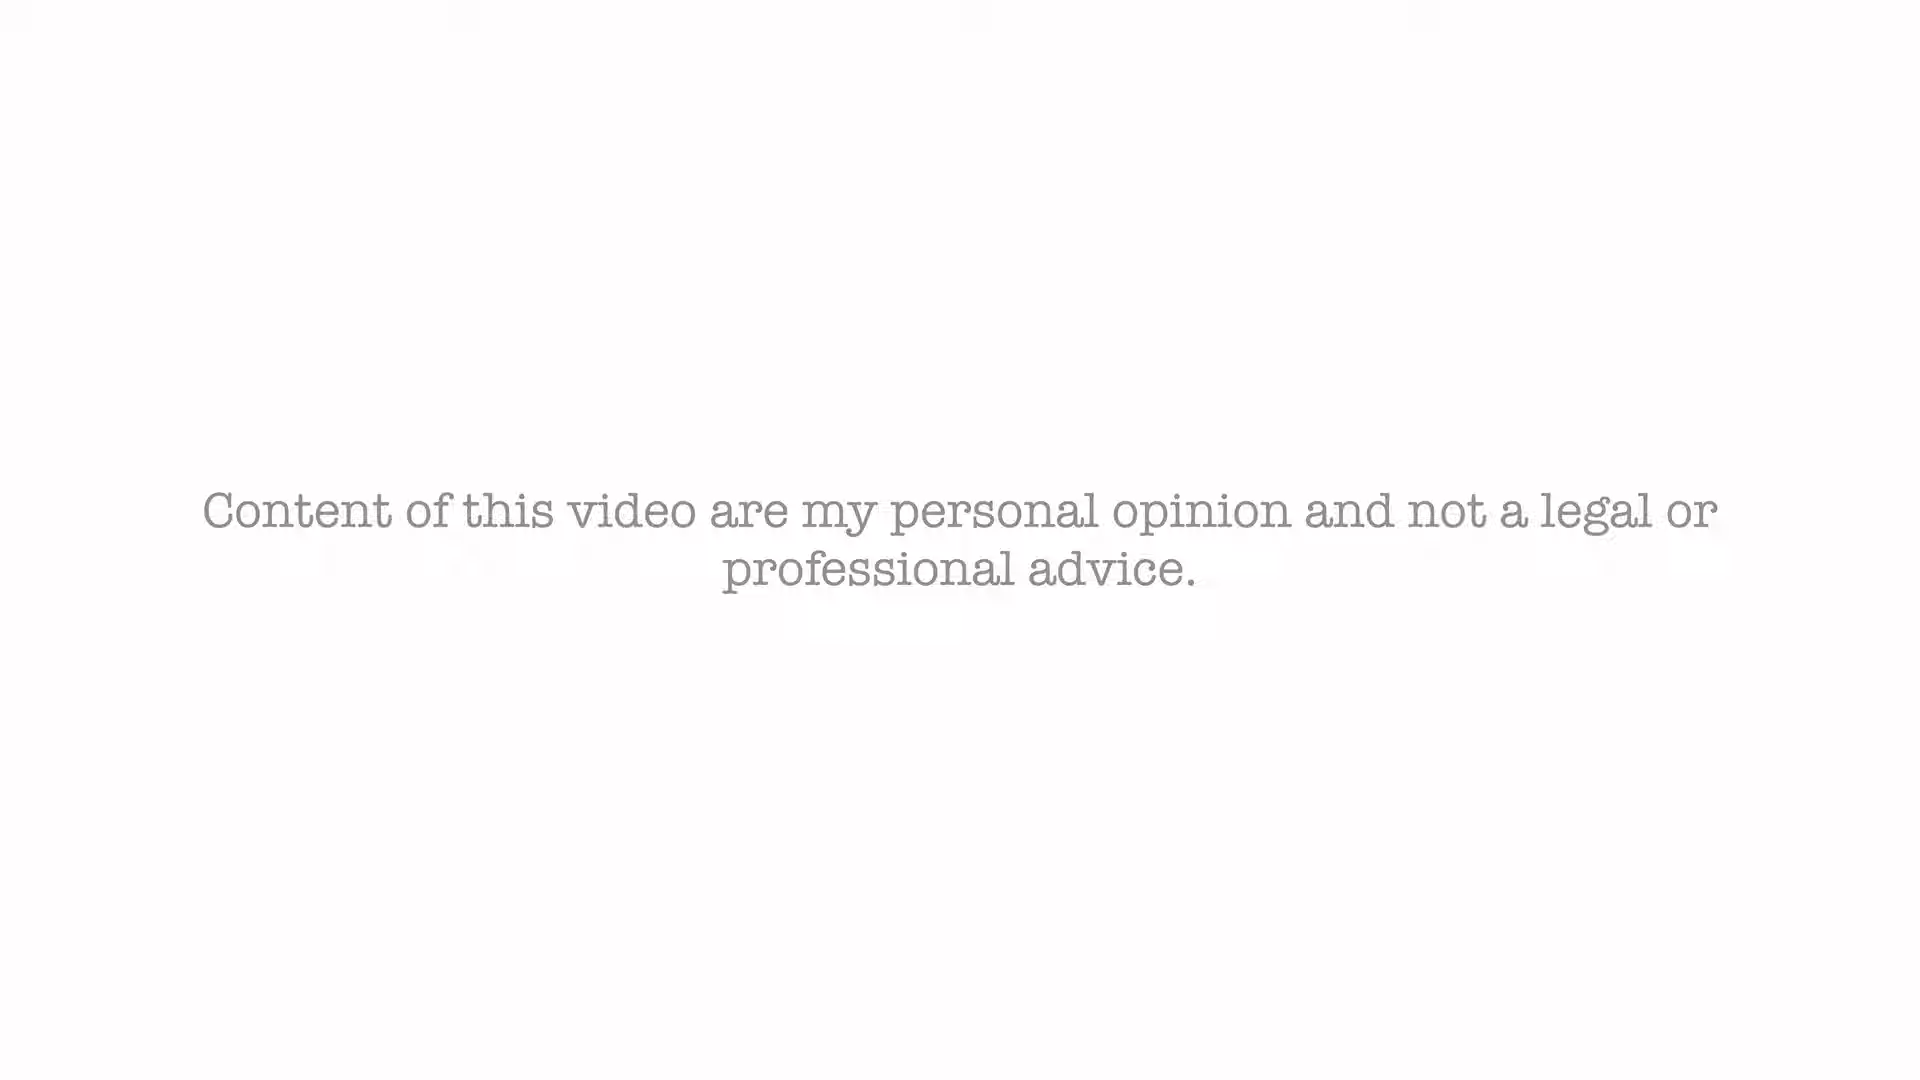 Content of this video are my personal opinion and not a legal or
professional advice.